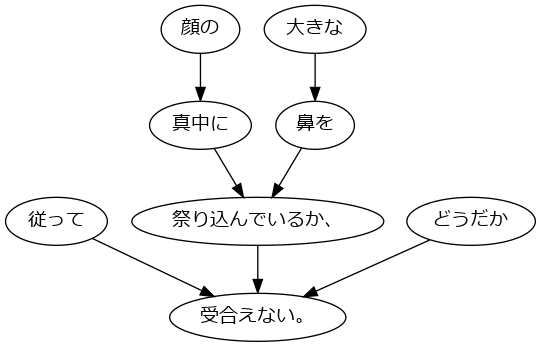 顔の
大きな
真中に
鼻を
従って
祭り込んでいるか、
どうだか
受合えない。